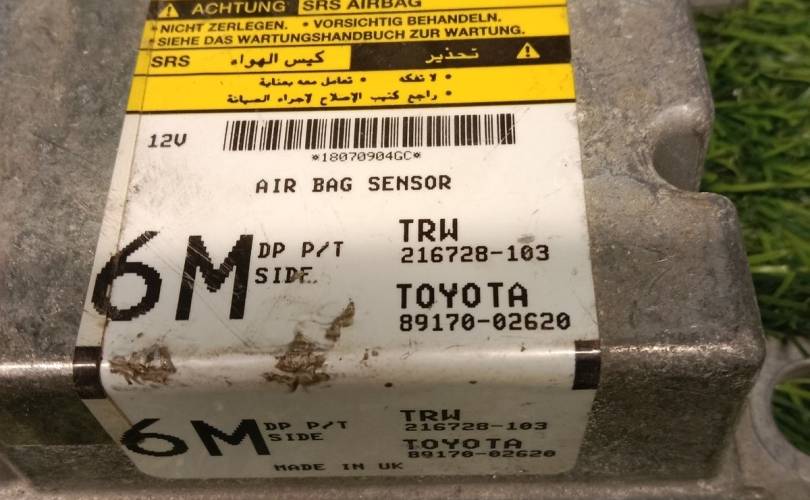 ACHTUNG SRS AIRBAG
•NICHT ZERLEGEN. •VORSICHTIG BEHANDELN.
•SIEHE DAS WARTUNGSHANDBUCH ZUR WARTUNG.
SRS كيس الهواء تحذير
• لا تفكه • تعامل معه بعناية
• راجع كتيب الإصلاح لاجراء الصيانة
12V
*18070904GC*
AIR BAG SENSOR
6M DP P/T
SIDE
TRW
216728-103
TOYOTA
89170-02620
6M DP P/T
SIDE
TRW
216728-103
TOYOTA
89170-02620
MADE IN UK